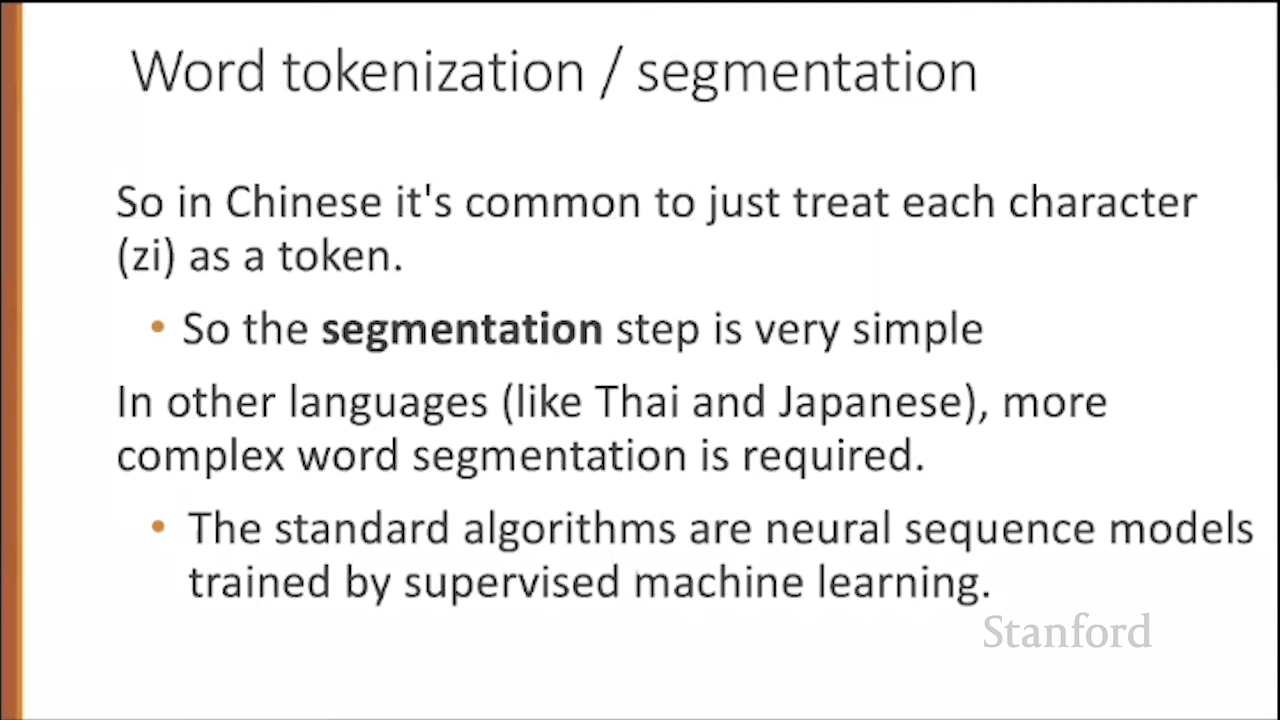 Word tokenization / segmentation
So in Chinese it's common to just treat each character
(zi) as a token.
• So the segmentation step is very simple
In other languages (like Thai and Japanese), more
complex word segmentation is required.
• The standard algorithms are neural sequence models
trained by supervised machine learning.
Stanford